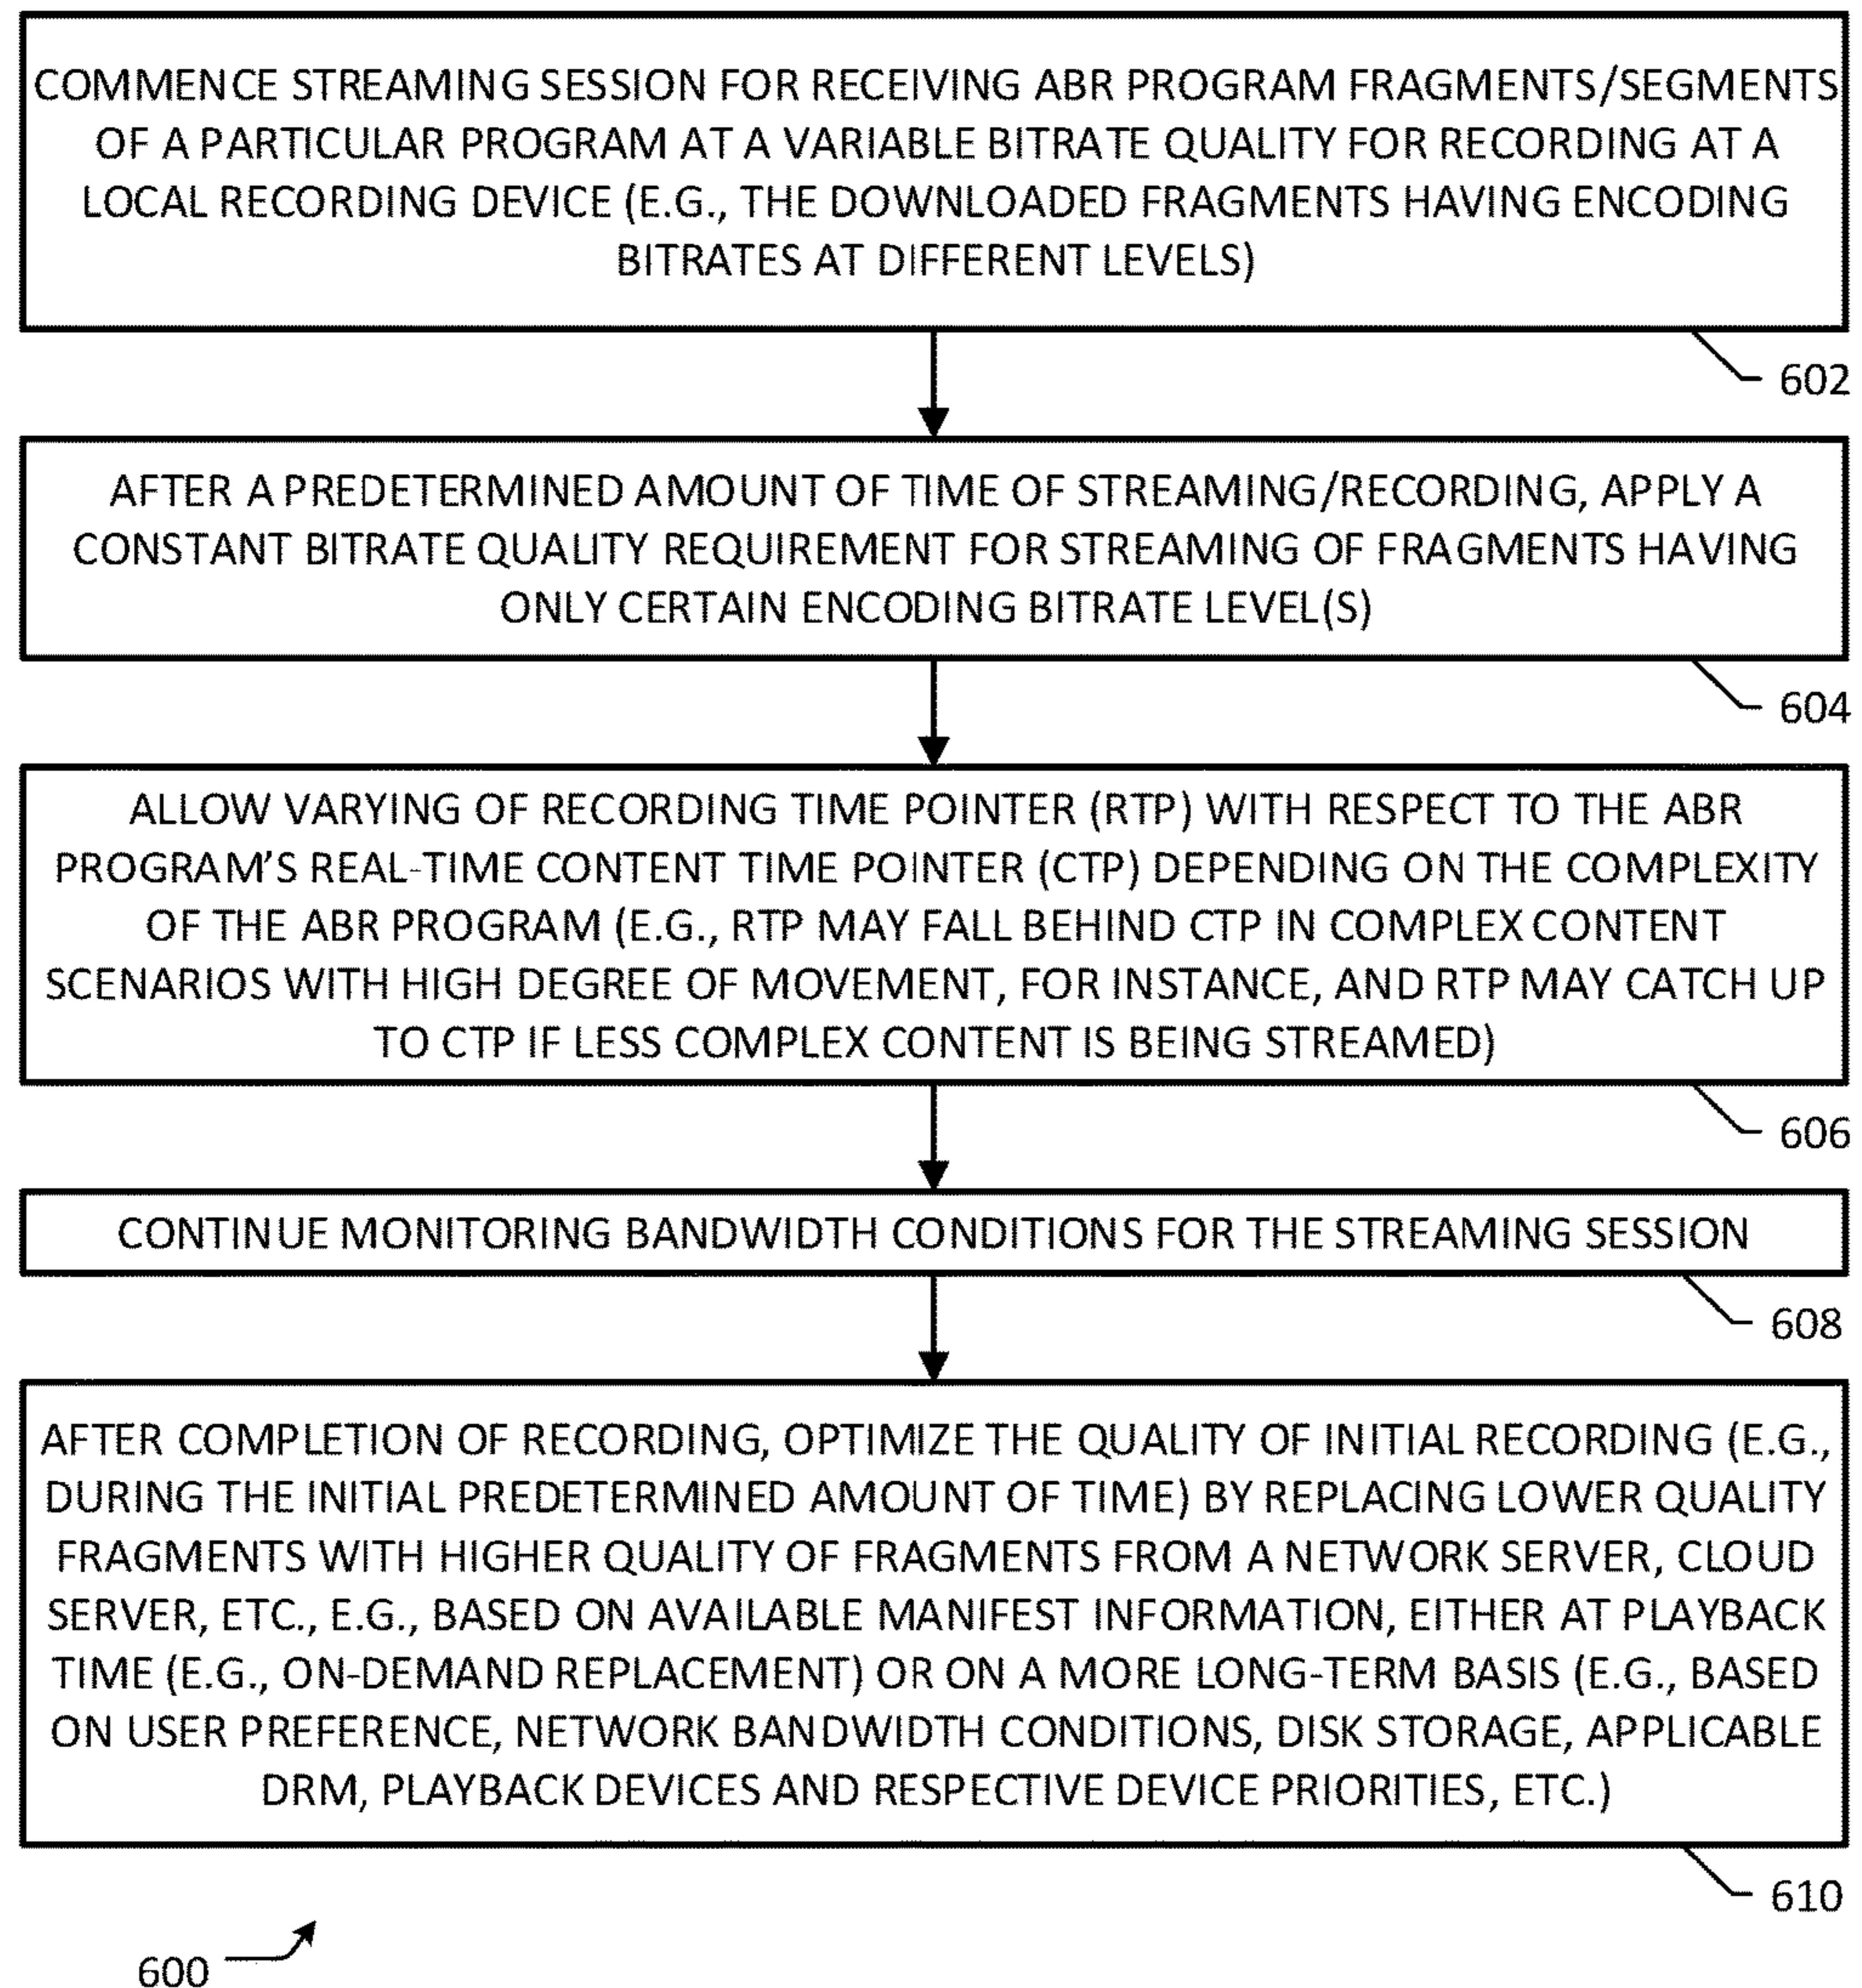 COMMENCE STREAMING SESSION FOR RECEIVING ABR PROGRAM FRAGMENTS/SEGMENTS
OF A PARTICULAR PROGRAM AT A VARIABLE BITRATE QUALITY FOR RECORDING AT A
LOCAL RECORDING DEVICE (E.G., THE DOWNLOADED FRAGMENTS HAVING ENCODING
BITRATES AT DIFFERENT LEVELS)
602
AFTER A PREDETERMINED AMOUNT OF TIME OF STREAMING/RECORDING, APPLY A
CONSTANT BITRATE QUALITY REQUIREMENT FOR STREAMING OF FRAGMENTS HAVING
ONLY CERTAIN ENCODING BITRATE LEVEL(S)
604
ALLOW VARYING OF RECORDING TIME POINTER (RTP) WITH RESPECT TO THE ABR
PROGRAM'S REAL-TIME CONTENT TIME POINTER (CTP) DEPENDING ON THE COMPLEXITY
OF THE ABR PROGRAM (E.G., RTP MAY FALL BEHIND CTP IN COMPLEX CONTENT
SCENARIOS WITH HIGH DEGREE OF MOVEMENT, FOR INSTANCE, AND RTP MAY CATCH UP
TO CTP IF LESS COMPLEX CONTENT IS BEING STREAMED)
606
CONTINUE MONITORING BANDWIDTH CONDITIONS FOR THE STREAMING SESSION
608
AFTER COMPLETION OF RECORDING, OPTIMIZE THE QUALITY OF INITIAL RECORDING (E.G.,
DURING THE INITIAL PREDETERMINED AMOUNT OF TIME) BY REPLACING LOWER QUALITY
FRAGMENTS WITH HIGHER QUALITY OF FRAGMENTS FROM A NETWORK SERVER, CLOUD
SERVER, ETC., E.G., BASED ON AVAILABLE MANIFEST INFORMATION, EITHER AT PLAYBACK
TIME (E.G., ON-DEMAND REPLACEMENT) OR ON A MORE LONG-TERM BASIS (E.G., BASED
ON USER PREFERENCE, NETWORK BANDWIDTH CONDITIONS, DISK STORAGE, APPLICABLE
DRM, PLAYBACK DEVICES AND RESPECTIVE DEVICE PRIORITIES, ETC.)
610
600